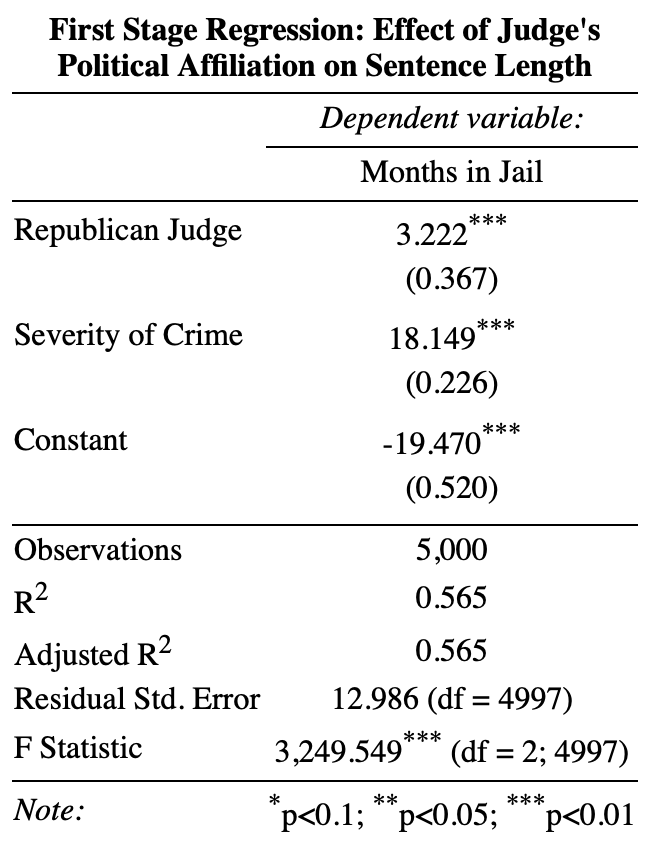 First Stage Regression: Effect of Judge's
Political Affiliation on Sentence Length
Dependent variable:
Months in Jail
Republican Judge 3.222***
(0.367)
Severity of Crime 18.149***
(0.226)
Constant -19.470***
(0.520)
Observations 5,000
R2 0.565
Adjusted R2 0.565
Residual Std. Error 12.986 (df = 4997)
F Statistic 3,249.549*** (df = 2; 4997)
Note: *p<0.1; **p<0.05; ***p<0.01